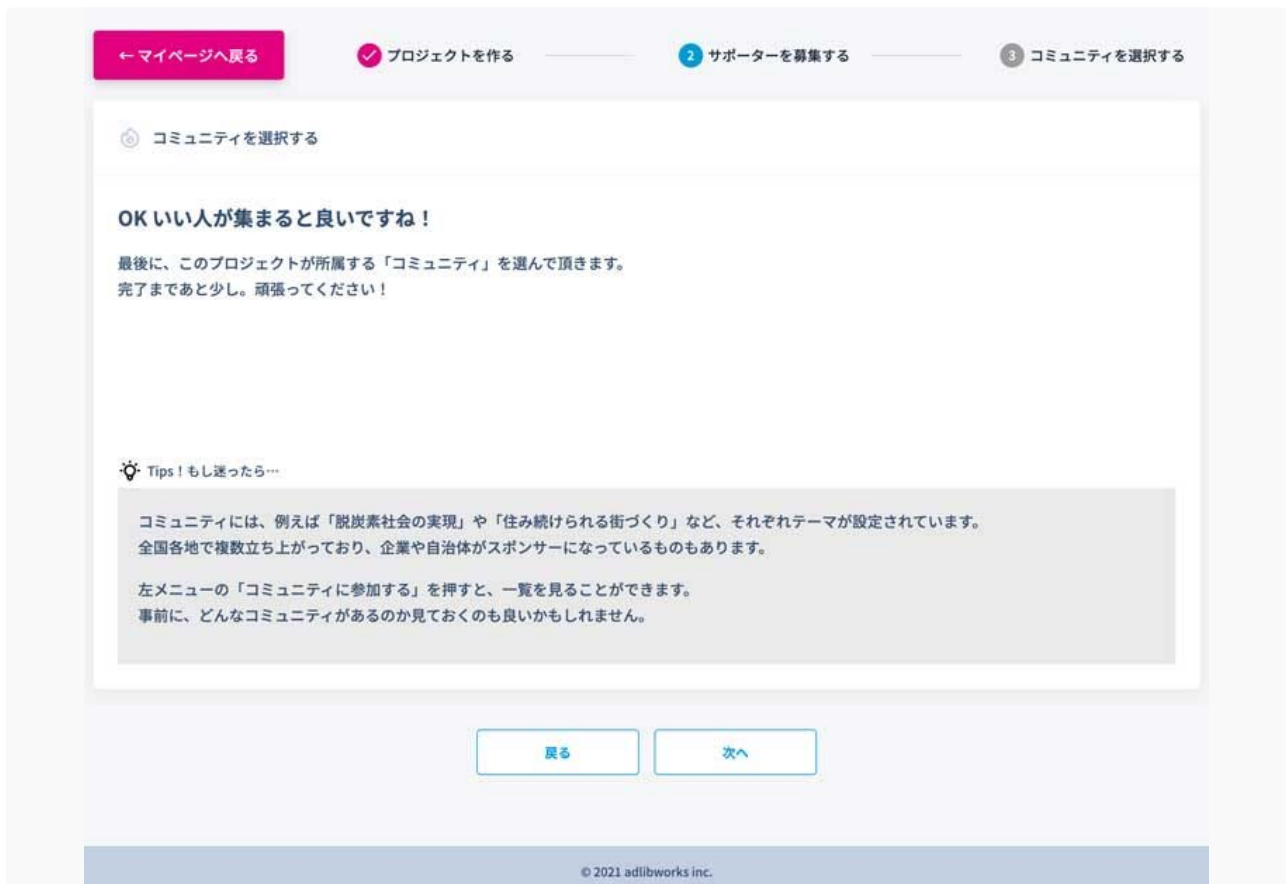 ← マイページへ戻る
プロジェクトを作る
2 サポーターを募集する
3 コミュニティを選択する
コミュニティを選択する
OK いい人が集まると良いですね！
最後に、このプロジェクトが所属する「コミュニティ」を選んで頂きます。
完了まであと少し。頑張ってください！
Tips！もし迷ったら…
コミュニティには、例えば「脱炭素社会の実現」や「住み続けられる街づくり」など、それぞれテーマが設定されています。
全国各地で複数立ち上がっており、企業や自治体がスポンサーになっているものもあります。
左メニューの「コミュニティに参加する」を押すと、一覧を見ることができます。
事前に、どんなコミュニティがあるのか見ておくのも良いかもしれません。
戻る
次へ
© 2021 adlibworks inc.